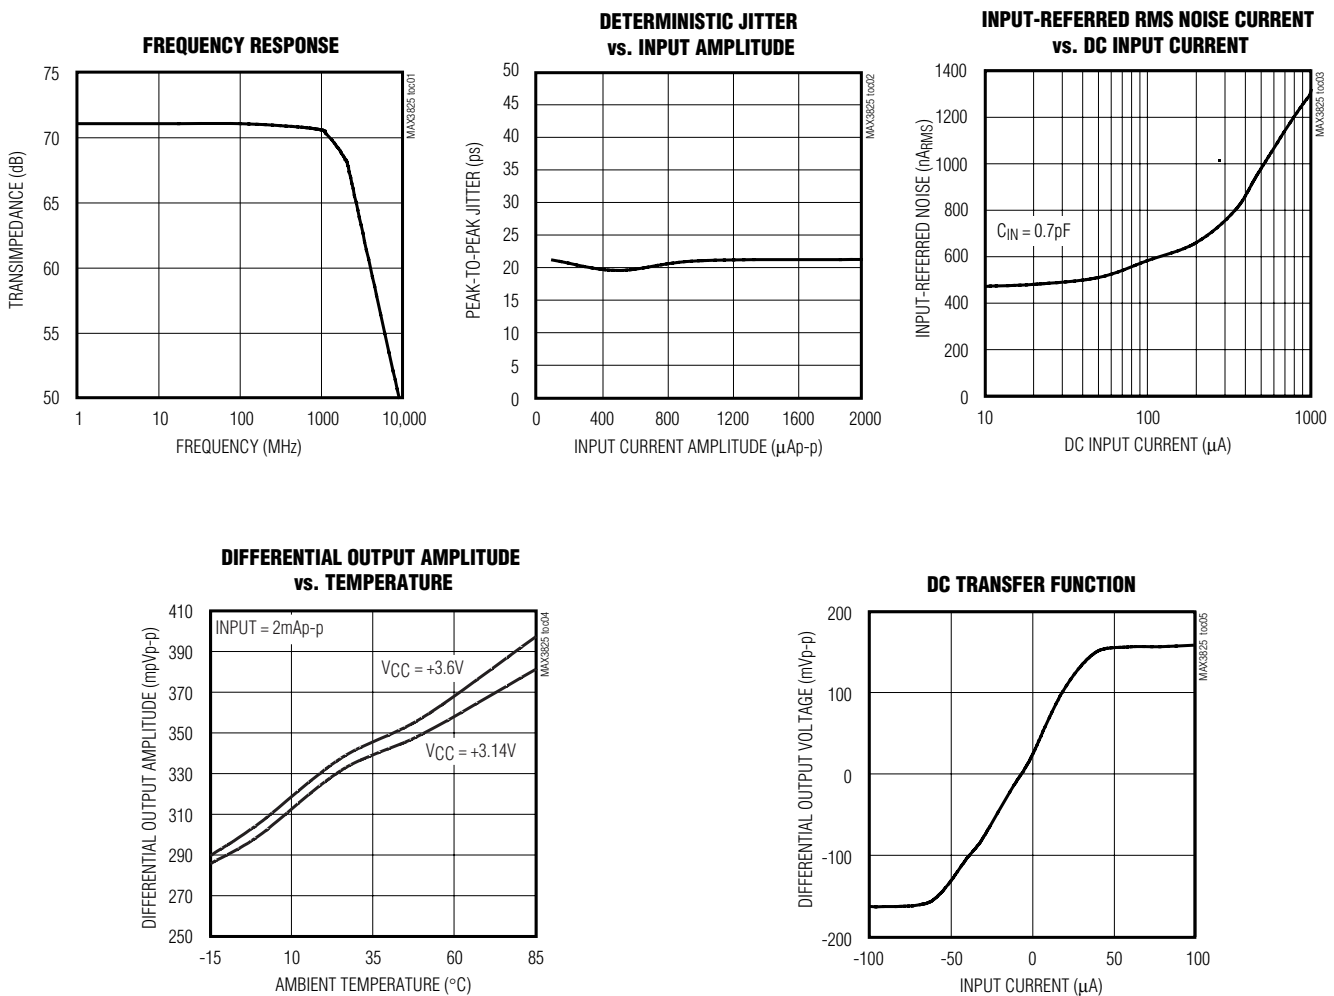 FREQUENCY RESPONSE
75
70
65
60
55
50
1
10
100
1000
10,000
TRANSIMPEDANCE (dB)
FREQUENCY (MHz)
MAX3825 toc01
DETERMINISTIC JITTER
vs. INPUT AMPLITUDE
50
45
40
35
30
25
20
15
10
5
0
0
400
800
1200
1600
2000
PEAK-TO-PEAK JITTER (ps)
INPUT CURRENT AMPLITUDE (μAp-p)
MAX3825 toc02
INPUT-REFERRED RMS NOISE CURRENT
vs. DC INPUT CURRENT
1400
1200
1000
800
600
400
200
0
10
100
1000
INPUT-REFERRED NOISE (nARMS)
DC INPUT CURRENT (μA)
CIN = 0.7pF
MAX3825 toc03
DIFFERENTIAL OUTPUT AMPLITUDE
vs. TEMPERATURE
410
390
370
350
330
310
290
270
250
-15
10
35
60
85
DIFFERENTIAL OUTPUT AMPLITUDE (mpVp-p)
AMBIENT TEMPERATURE (°C)
INPUT = 2mAp-p
VCC = +3.6V
VCC = +3.14V
MAX3825 toc04
DC TRANSFER FUNCTION
200
100
0
-100
-200
-100
-50
0
50
100
DIFFERENTIAL OUTPUT VOLTAGE (mVp-p)
INPUT CURRENT (μA)
MAX3825 toc05